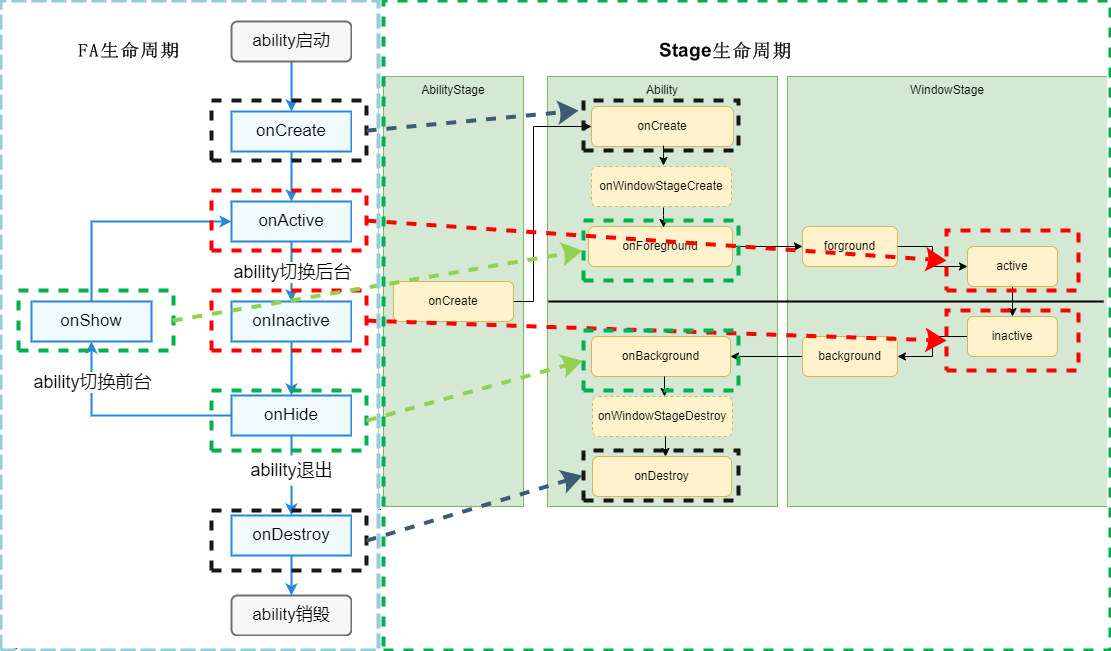 FA生命周期
ability启动
onCreate
onActive
ability切换后台
onShow
onInactive
ability切换前台
onHide
ability退出
onDestroy
ability销毁
Stage生命周期
AbilityStage
onCreate
Ability
onCreate
onWindowStageCreate
onForeground
onBackground
onWindowStageDestroy
onDestroy
WindowStage
forground
active
inactive
background